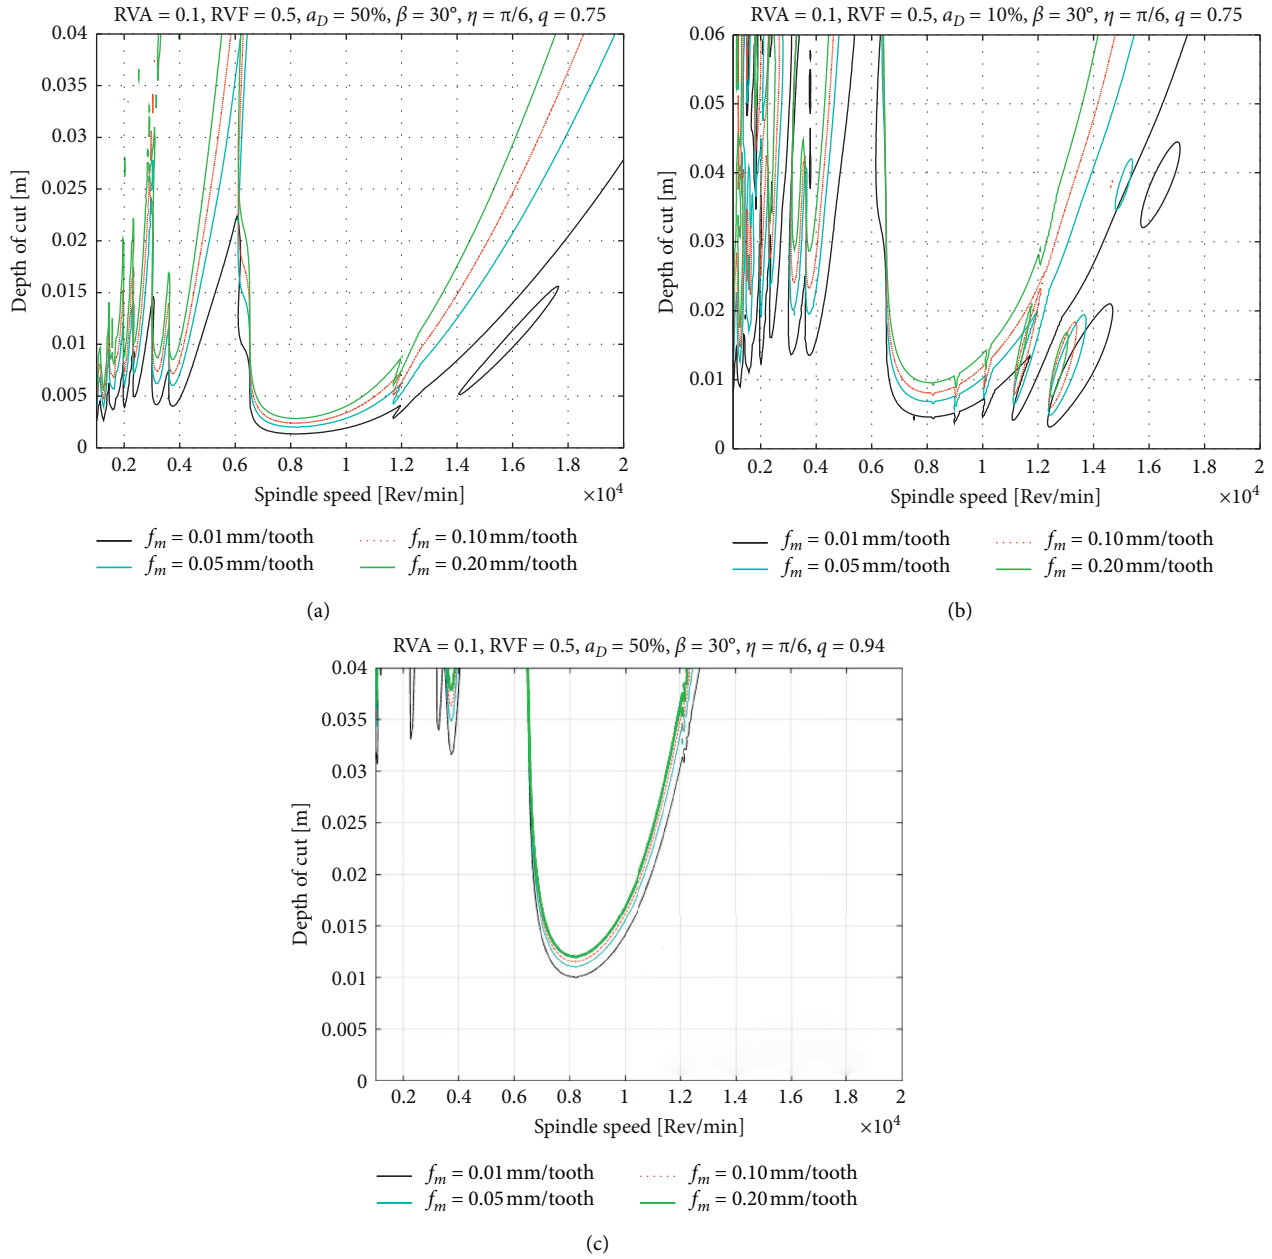 RVA = 0.1, RVF = 0.5, a_D = 50%, β = 30°, η = π/6, q = 0.75
0.04
0.035
0.03
0.025
0.02
0.015
0.01
0.005
0
Depth of cut [m]
0.2 0.4 0.6 0.8 1 1.2 1.4 1.6 1.8 2
Spindle speed [Rev/min]
×10⁴
f_m = 0.01 mm/tooth
f_m = 0.10 mm/tooth
f_m = 0.05 mm/tooth
f_m = 0.20 mm/tooth
(a)
RVA = 0.1, RVF = 0.5, a_D = 10%, β = 30°, η = π/6, q = 0.75
0.06
0.05
0.04
0.03
0.02
0.01
0
Depth of cut [m]
0.2 0.4 0.6 0.8 1 1.2 1.4 1.6 1.8 2
Spindle speed [Rev/min]
×10⁴
f_m = 0.01 mm/tooth
f_m = 0.10 mm/tooth
f_m = 0.05 mm/tooth
f_m = 0.20 mm/tooth
(b)
RVA = 0.1, RVF = 0.5, a_D = 50%, β = 30°, η = π/6, q = 0.94
0.04
0.035
0.03
0.025
0.02
0.015
0.01
0.005
0
Depth of cut [m]
0.2 0.4 0.6 0.8 1 1.2 1.4 1.6 1.8 2
Spindle speed [Rev/min]
×10⁴
f_m = 0.01 mm/tooth
f_m = 0.10 mm/tooth
f_m = 0.05 mm/tooth
f_m = 0.20 mm/tooth
(c)